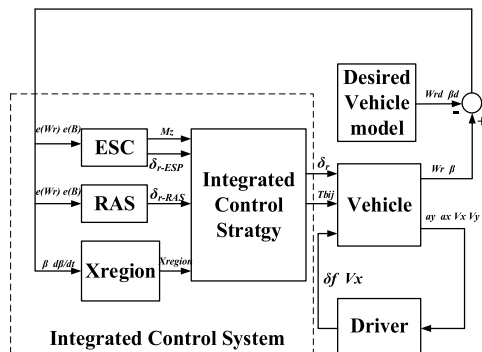 Desired
Vehicle
model
Wrd βd
-
+
e(Wr) e(B)
ESC
Mz
δr-ESP
e(Wr) e(B)
RAS
δr-RAS
β dβ/dt
Xregion
Xregion
Integrated
Control
Stratgy
δr
Tbij
Vehicle
Wr β
ay ax Vx Vy
δf Vx
Driver
Integrated Control System